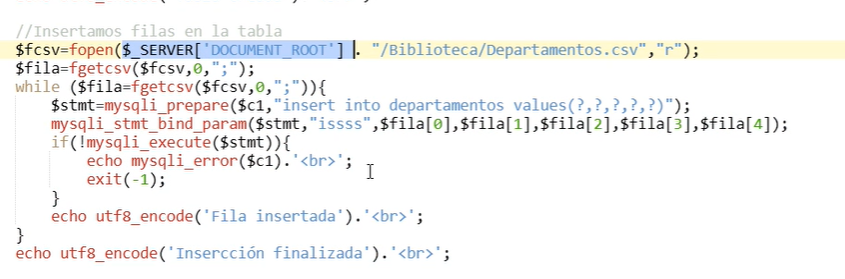 //Insertamos filas en la tabla
$fcsv=fopen($_SERVER['DOCUMENT_ROOT'] . "/Biblioteca/Departamentos.csv","r");
$fila=fgetcsv($fcsv,0,";");
while ($fila=fgetcsv($fcsv,0,";")){
$stmt=mysqli_prepare($c1,"insert into departamentos values(?,?,?,?,?)");
mysqli_stmt_bind_param($stmt,"issss",$fila[0],$fila[1],$fila[2],$fila[3],$fila[4]);
if(!mysqli_execute($stmt)){
echo mysqli_error($c1).'<br>';
exit(-1);
}
echo utf8_encode('Fila insertada').'<br>';
}
echo utf8_encode('Insercción finalizada').'<br>';